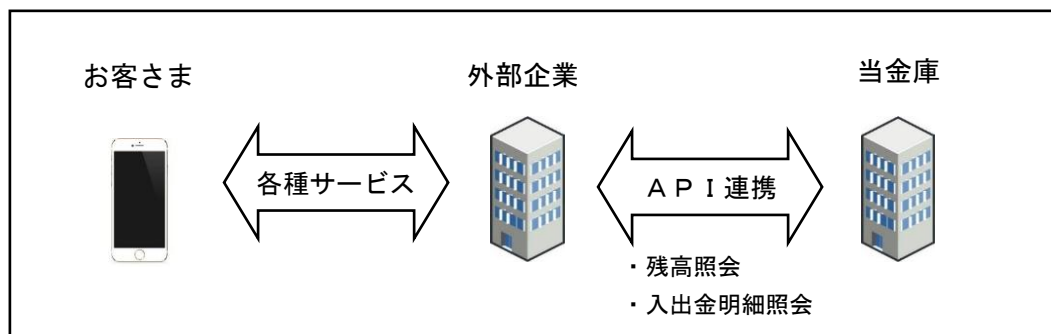 お客さま
外部企業
当金庫
各種サービス
ＡＰＩ連携
・残高照会
・入出金明細照会